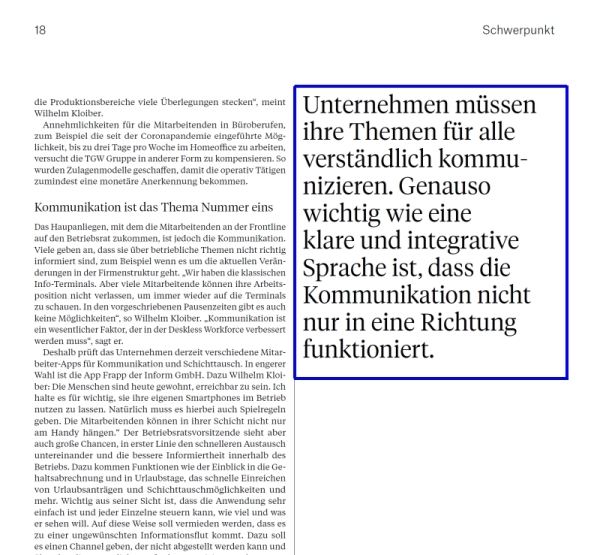 18
Schwerpunkt
die Produktionsbereiche viele Überlegungen stecken“, meint
Wilhelm Kloiber.
Annehmlichkeiten für die Mitarbeitenden in Büroberufen,
zum Beispiel die seit der Coronapandemie eingeführte Mög-
lichkeit, bis zu drei Tage pro Woche im Homeoffice zu arbeiten,
versucht die TGW Gruppe in anderer Form zu kompensieren. So
wurden Zulagenmodelle geschaffen, damit die operativ Tätigen
zumindest eine monetäre Anerkennung bekommen.
Kommunikation ist das Thema Nummer eins
Das Haupanliegen, mit dem die Mitarbeitenden an der Frontline
auf den Betriebsrat zukommen, ist jedoch die Kommunikation.
Viele geben an, dass sie über betriebliche Themen nicht richtig
informiert sind, zum Beispiel wenn es um die aktuellen Verän-
derungen in der Firmenstruktur geht. „Wir haben die klassischen
Info-Terminals. Aber viele Mitarbeitende können ihre Arbeits-
position nicht verlassen, um immer wieder auf die Terminals
zu schauen. In den vorgeschriebenen Pausenzeiten gibt es auch
keine Möglichkeiten“, so Wilhelm Kloiber. „Kommunikation ist
ein wesentlicher Faktor, der in der Deskless Workforce verbessert
werden muss“, sagt er.
Deshalb prüft das Unternehmen derzeit verschiedene Mitar-
beiter-Apps für Kommunikation und Schichttausch. In engerer
Wahl ist die App Frapp der Inform GmbH. Dazu Wilhelm Kloi-
ber: Die Menschen sind heute gewohnt, erreichbar zu sein. Ich
halte es für wichtig, sie ihre eigenen Smartphones im Betrieb
nutzen zu lassen. Natürlich muss es hierbei auch Spielregeln
geben. Die Mitarbeitenden können in ihrer Schicht nicht nur
am Handy hängen.“ Der Betriebsratsvorsitzende sieht aber
auch große Chancen, in erster Linie den schnelleren Austausch
untereinander und die bessere Informiertheit innerhalb des
Betriebs. Dazu kommen Funktionen wie der Einblick in die Ge-
haltsabrechnung und in Urlaubstage, das schnelle Einreichen
von Urlaubsanträgen und Schichttauschmöglichkeiten und
mehr. Wichtig aus seiner Sicht ist, dass die Anwendung sehr
einfach ist und jeder Einzelne steuern kann, wie viel und was
er sehen will. Auf diese Weise soll vermieden werden, dass es
zu einer ungewünschten Informationsflut kommt. Dazu soll
es einen Channel geben, der nicht abgestellt werden kann und
Unternehmen müssen
ihre Themen für alle
verständlich kommu-
nizieren. Genauso
wichtig wie eine
klare und integrative
Sprache ist, dass die
Kommunikation nicht
nur in eine Richtung
funktioniert.